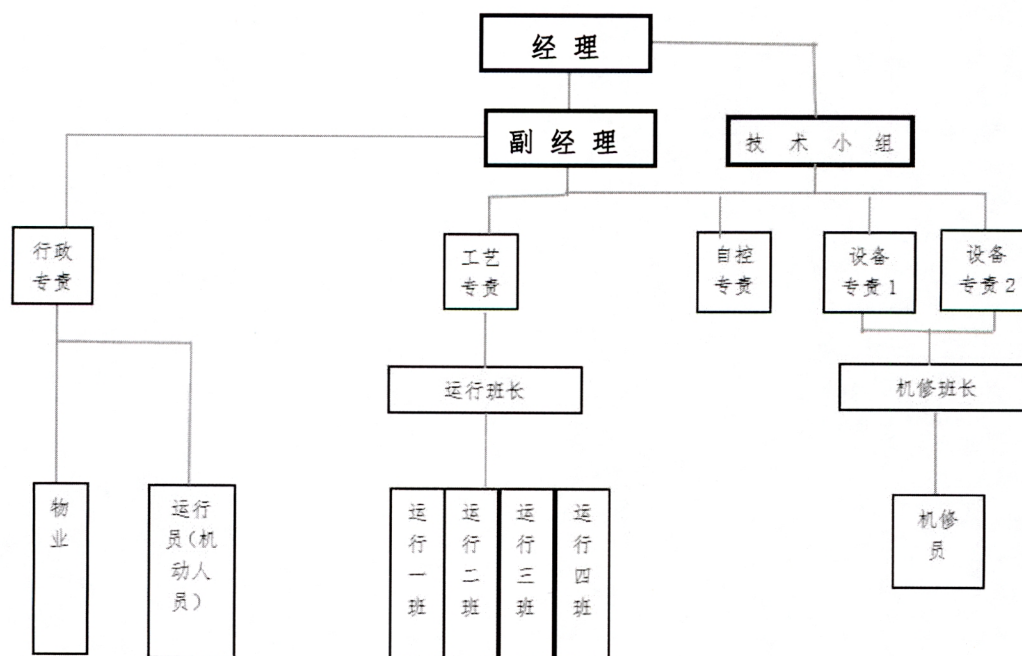 经 理
副 经 理
技 术 小 组
行政
专责
工艺
专责
自控
专责
设备
专责 1
设备
专责 2
运行班长
机修班长
物
业
运行
员（机
动人
员）
运
行
一
班
运
行
二
班
运
行
三
班
运
行
四
班
机修
员